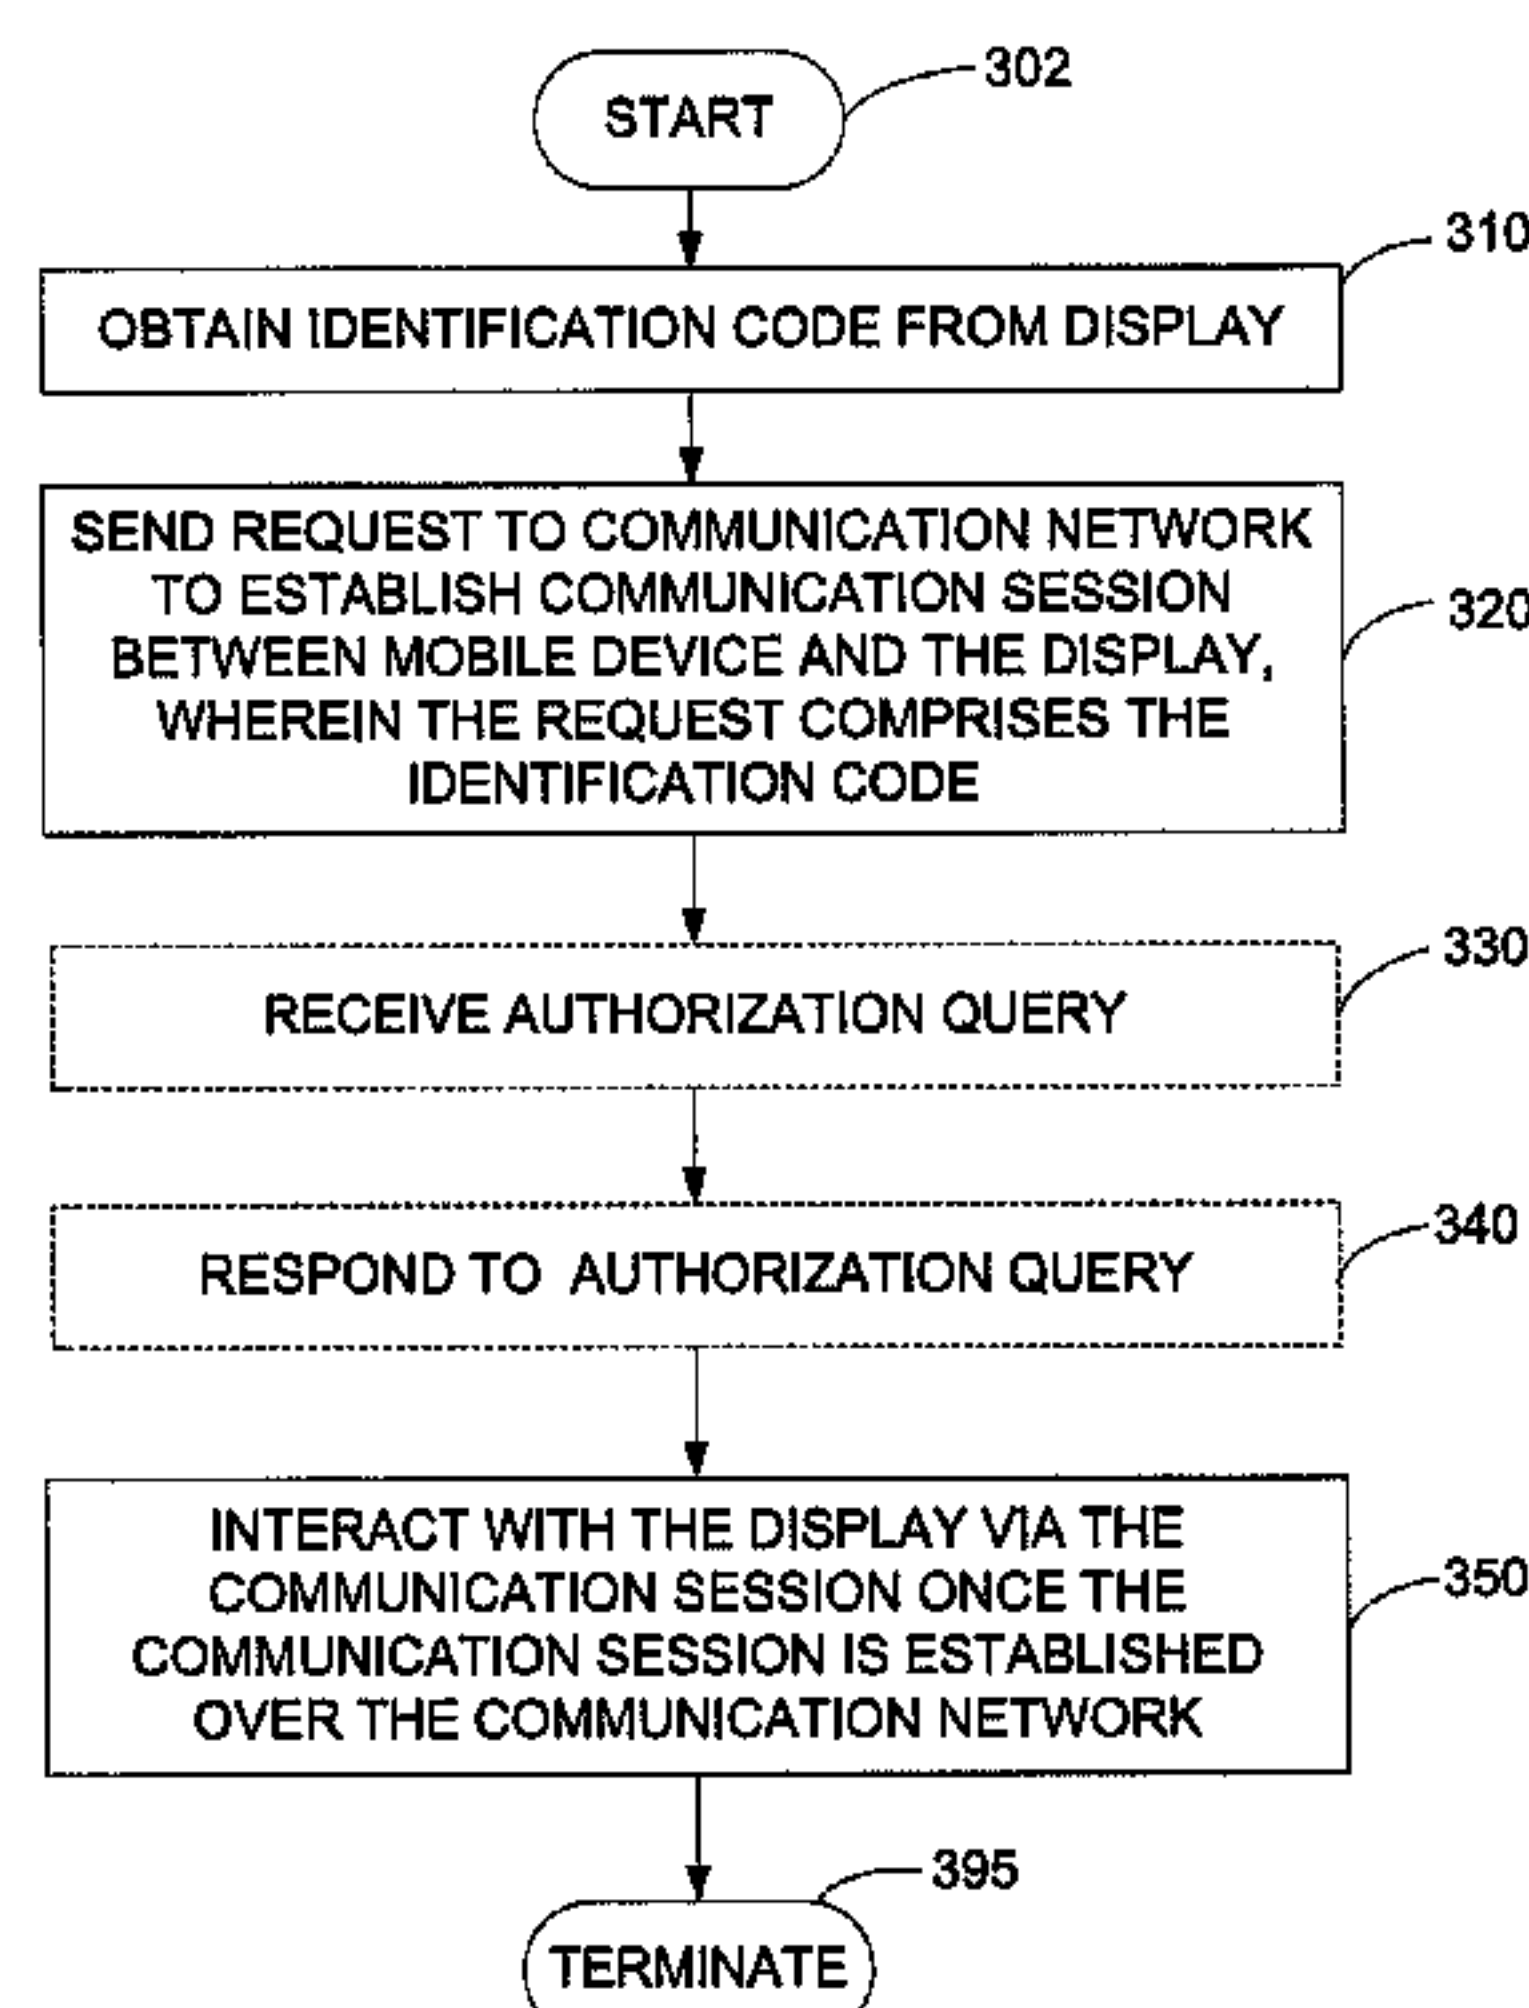 START
302
310
OBTAIN IDENTIFICATION CODE FROM DISPLAY
SEND REQUEST TO COMMUNICATION NETWORK
TO ESTABLISH COMMUNICATION SESSION
BETWEEN MOBILE DEVICE AND THE DISPLAY,
WHEREIN THE REQUEST COMPRISES THE
IDENTIFICATION CODE
320
330
RECEIVE AUTHORIZATION QUERY
340
RESPOND TO AUTHORIZATION QUERY
INTERACT WITH THE DISPLAY VIA THE
COMMUNICATION SESSION ONCE THE
COMMUNICATION SESSION IS ESTABLISHED
OVER THE COMMUNICATION NETWORK
350
395
TERMINATE